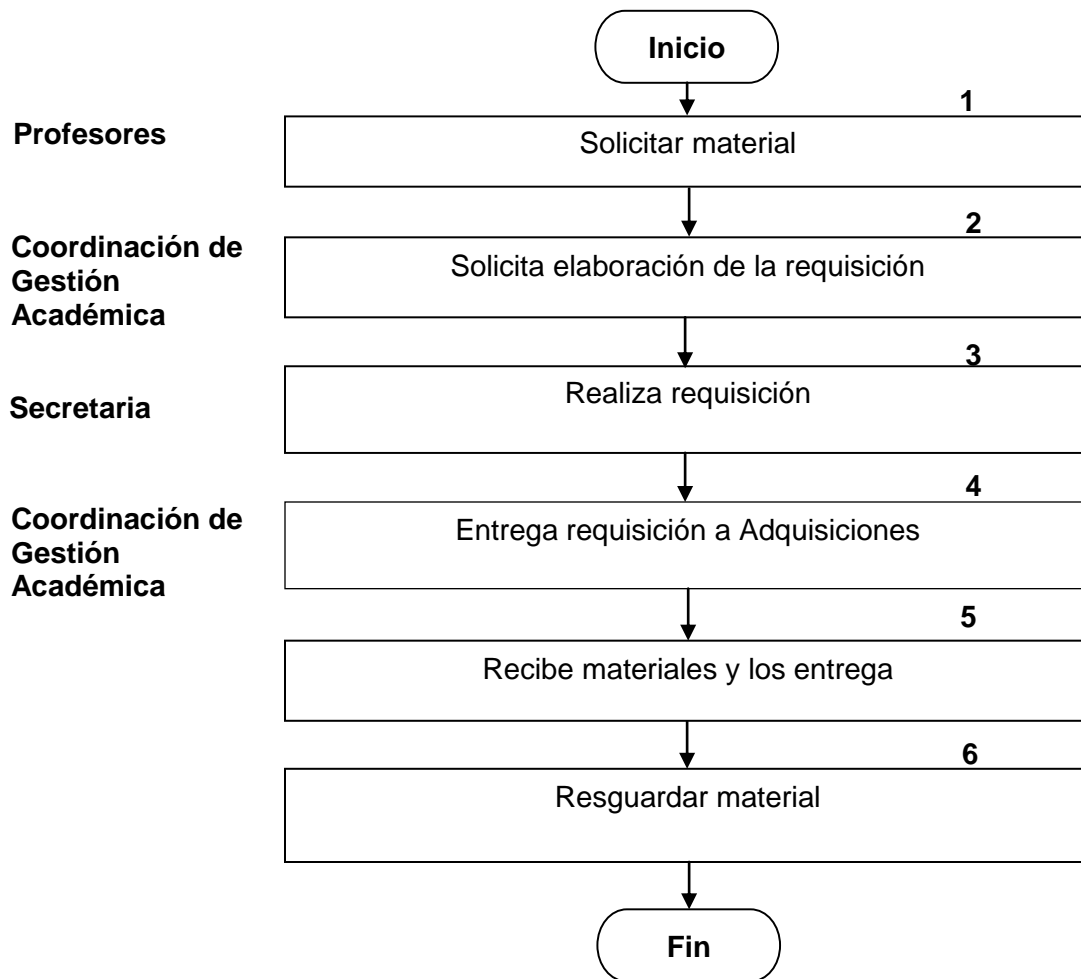 Inicio
1
Profesores
Solicitar material
2
Coordinación de
Gestión
Académica
Solicita elaboración de la requisición
3
Secretaria
Realiza requisición
4
Coordinación de
Gestión
Académica
Entrega requisición a Adquisiciones
5
Recibe materiales y los entrega
6
Resguardar material
Fin